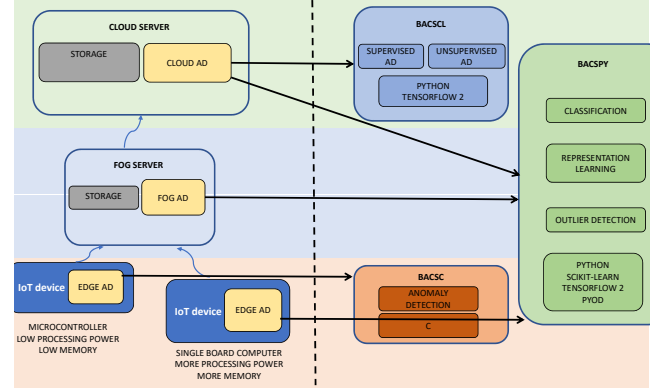 CLOUD SERVER
STORAGE
CLOUD AD
BACSCL
SUPERVISED
AD
UNSUPERVISED
AD
PYTHON
TENSORFLOW 2
BACSPY
CLASSIFICATION
REPRESENTATION
LEARNING
OUTLIER DETECTION
PYTHON
SCIKIT-LEARN
TENSORFLOW 2
PYOD
FOG SERVER
STORAGE
FOG AD
IoT device
EDGE AD
MICROCONTROLLER
LOW PROCESSING POWER
LOW MEMORY
IoT device
EDGE AD
SINGLE BOARD COMPUTER
MORE PROCESSING POWER
MORE MEMORY
BACSC
ANOMALY
DETECTION
C